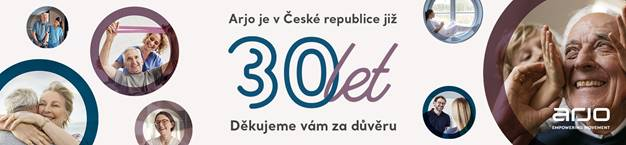 Arjo je v České republice již
30let
Děkujeme vám za důvěru
arjo
EMPOWERING MOVEMENT